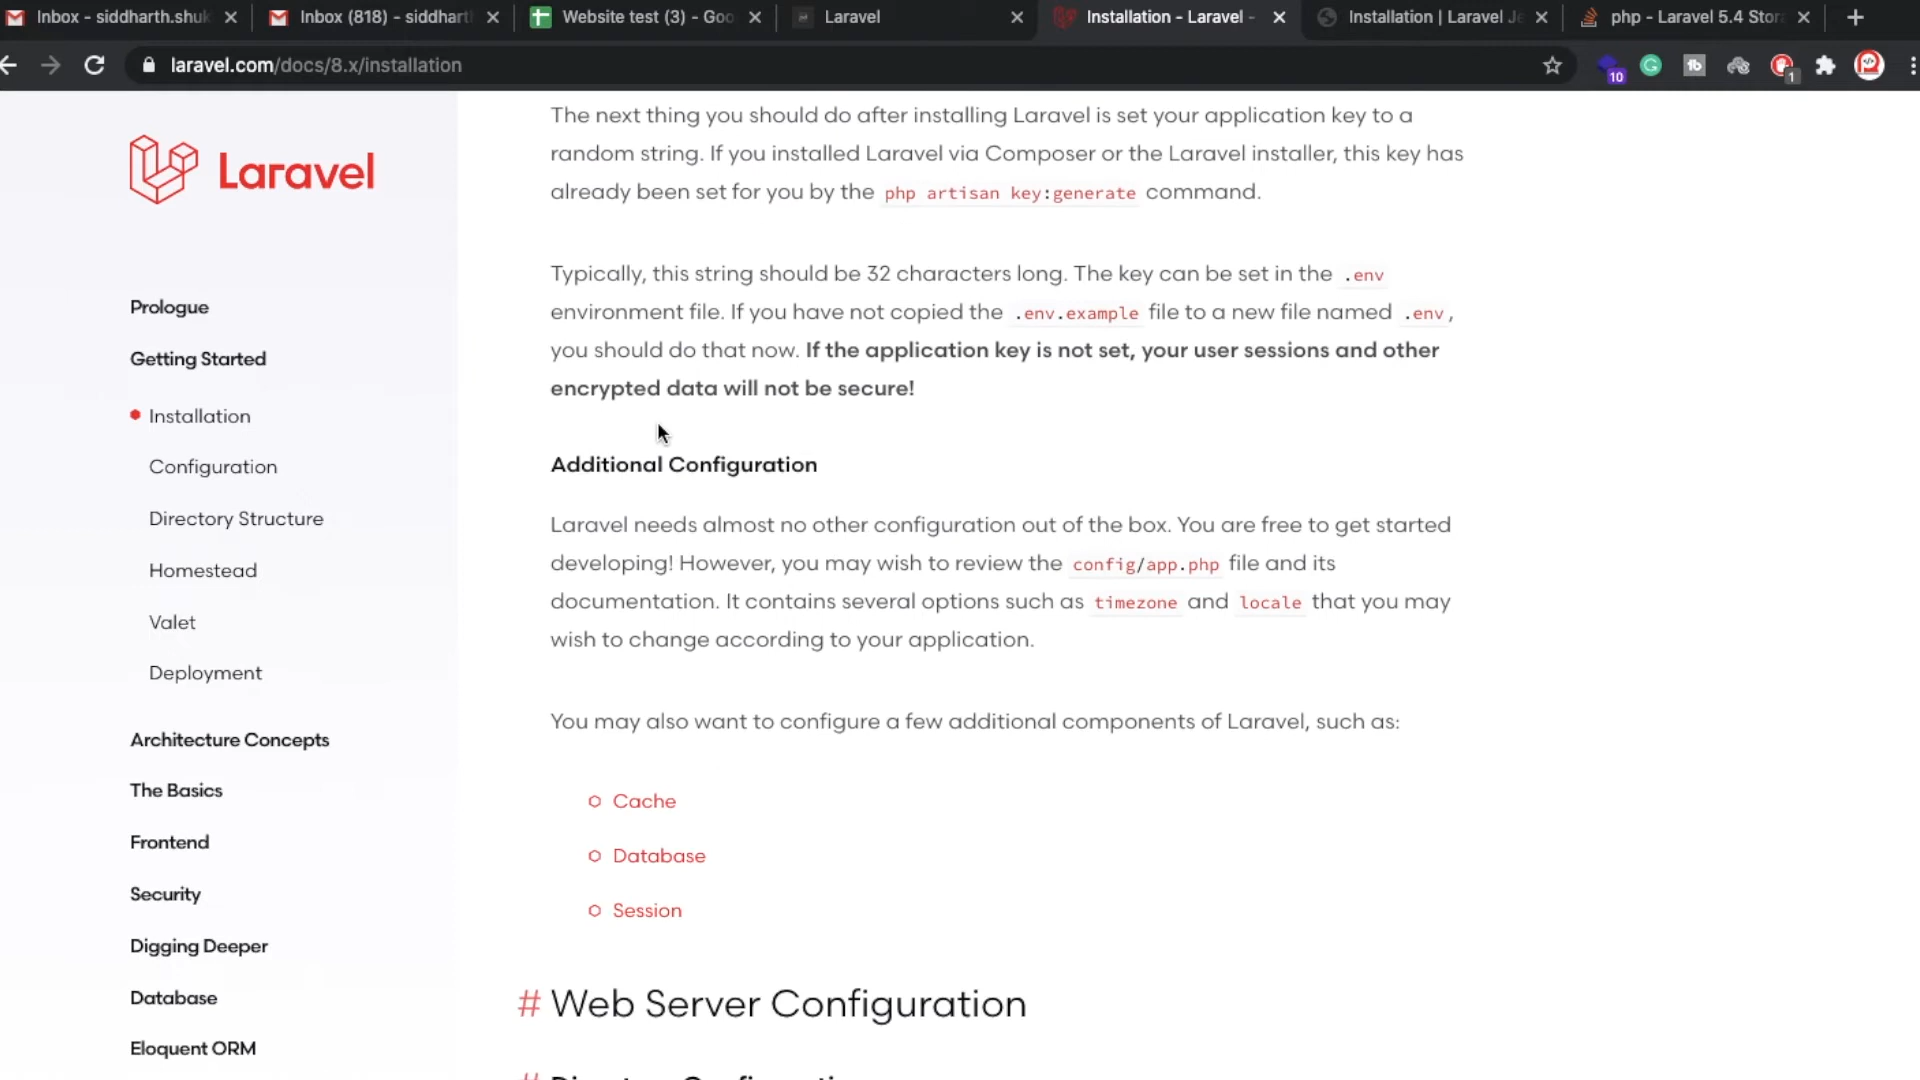 Inbox - siddharth.shuk
Inbox (818) - siddhart
Website test (3) - Goo
Laravel
Installation - Laravel -
Installation | Laravel Je
php - Laravel 5.4 Stor
laravel.com/docs/8.x/installation
10
1
Laravel
Prologue
Getting Started
Installation
Configuration
Directory Structure
Homestead
Valet
Deployment
Architecture Concepts
The Basics
Frontend
Security
Digging Deeper
Database
Eloquent ORM
The next thing you should do after installing Laravel is set your application key to a
random string. If you installed Laravel via Composer or the Laravel installer, this key has
already been set for you by the php artisan key:generate command.
Typically, this string should be 32 characters long. The key can be set in the .env
environment file. If you have not copied the .env.example file to a new file named .env,
you should do that now. If the application key is not set, your user sessions and other
encrypted data will not be secure!
Additional Configuration
Laravel needs almost no other configuration out of the box. You are free to get started
developing! However, you may wish to review the config/app.php file and its
documentation. It contains several options such as timezone and locale that you may
wish to change according to your application.
You may also want to configure a few additional components of Laravel, such as:
Cache
Database
Session
# Web Server Configuration